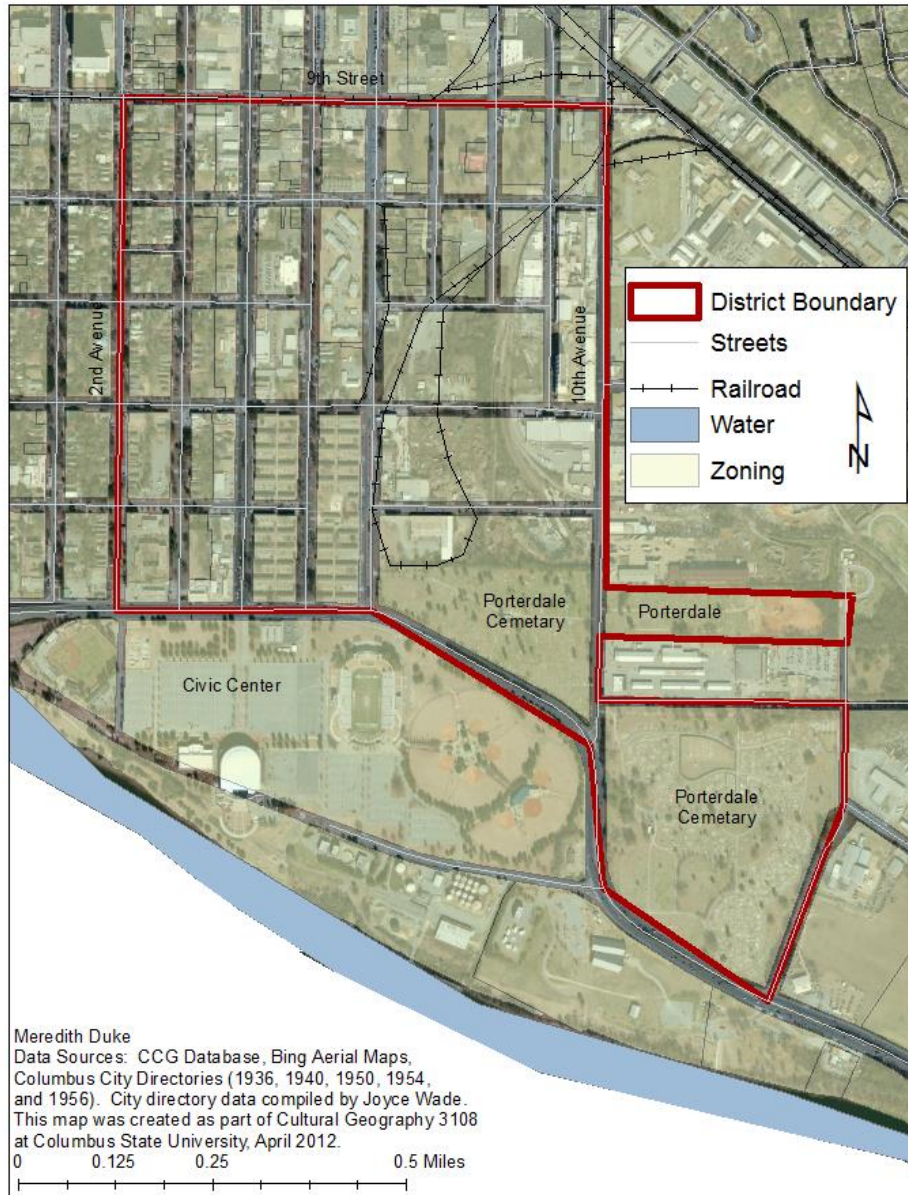 9th Street
2nd Avenue
10th Avenue
District Boundary
Streets
Railroad
Water
Zoning
N
Porterdale
Cemetary
Porterdale
Civic Center
Porterdale
Cemetary
Meredith Duke
Data Sources: CCG Database, Bing Aerial Maps,
Columbus City Directories (1936, 1940, 1950, 1954,
and 1956). City directory data compiled by Joyce Wade.
This map was created as part of Cultural Geography 3108
at Columbus State University, April 2012.
0 0.125 0.25 0.5 Miles